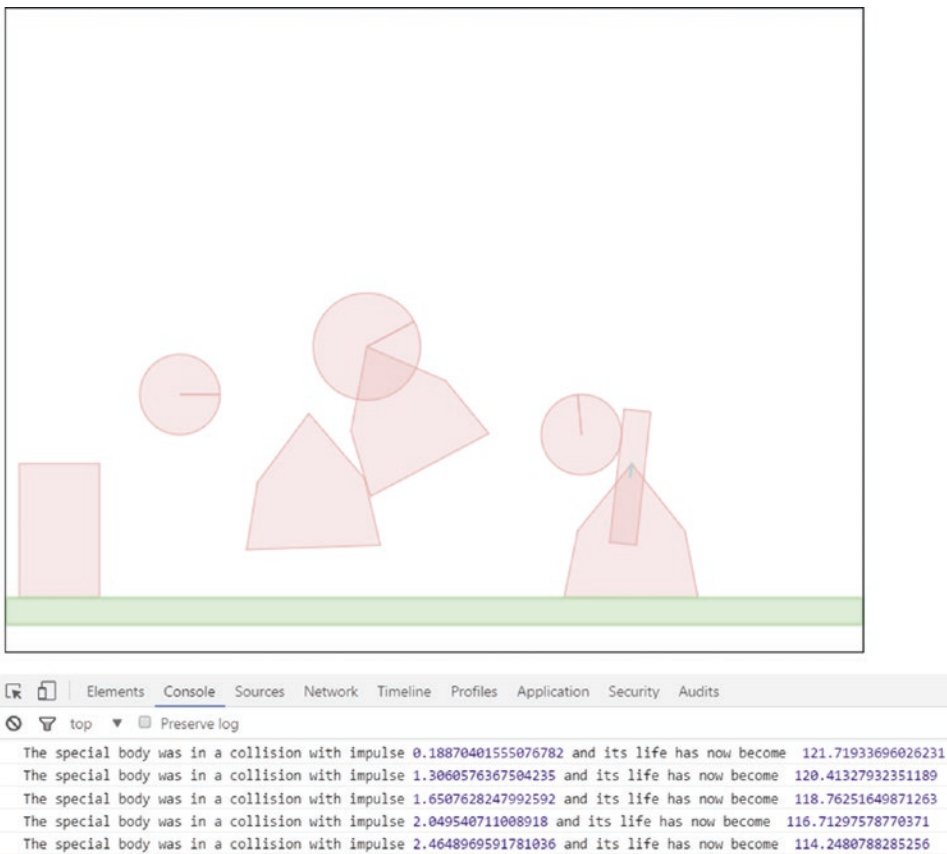 Elements Console Sources Network Timeline Profiles Application Security Audits
top Preserve log
The special body was in a collision with impulse 0.18870401555076782 and its life has now become 121.71933696026231
The special body was in a collision with impulse 1.3060576367504235 and its life has now become 120.41327932351189
The special body was in a collision with impulse 1.6507628247992592 and its life has now become 118.76251649871263
The special body was in a collision with impulse 2.049540711008918 and its life has now become 116.71297578770371
The special body was in a collision with impulse 2.4648969591781036 and its life has now become 114.2480788285256